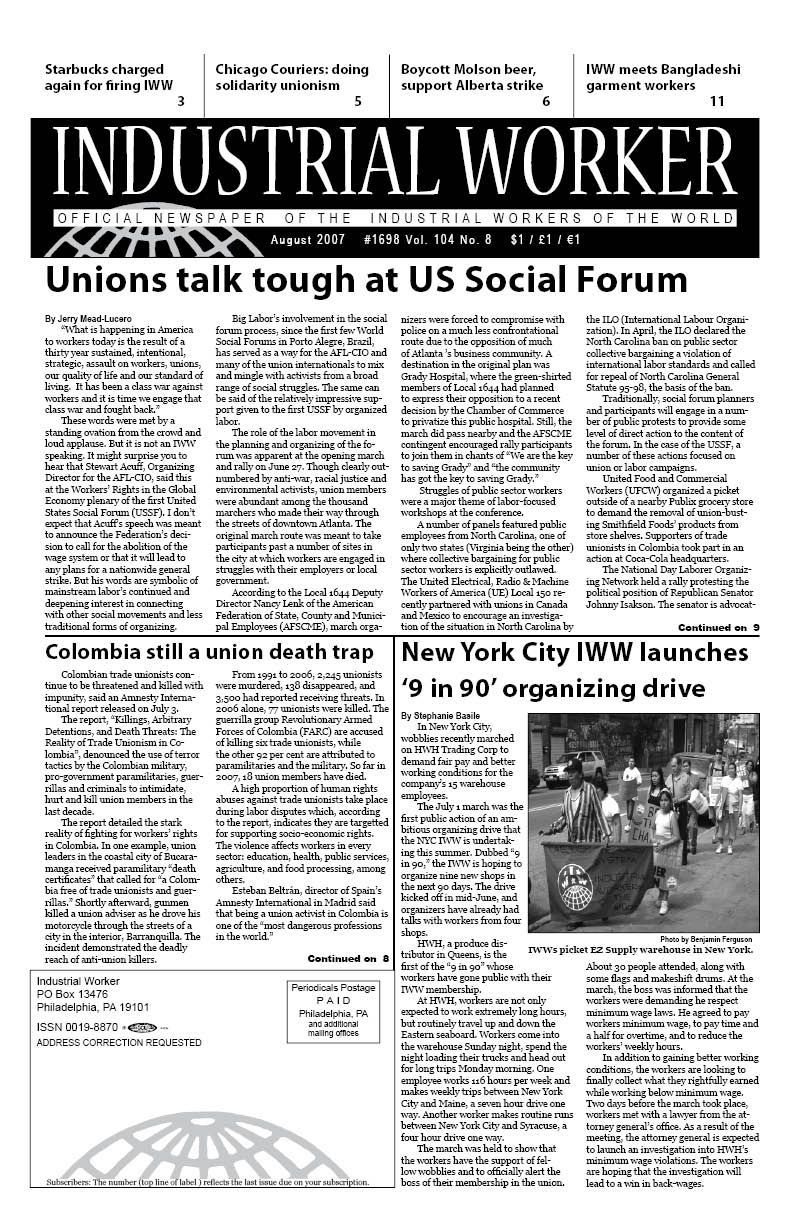 Starbucks charged
again for firing IWW
3
Chicago Couriers: doing
solidarity unionism
5
Boycott Molson beer,
support Alberta strike
6
IWW meets Bangladeshi
garment workers
11
INDUSTRIAL WORKER
OFFICIAL NEWSPAPER OF THE INDUSTRIAL WORKERS OF THE WORLD
August 2007 #1698 Vol. 104 No. 8 $1 / £1 / €1
Unions talk tough at US Social Forum
By Jerry Mead-Lucero
“What is happening in America
to workers today is the result of a
thirty year sustained, intentional,
strategic, assault on workers, unions,
our quality of life and our standard of
living. It has been a class war against
workers and it is time we engage that
class war and fought back.”
These words were met by a
standing ovation from the crowd and
loud applause. But it is not an IWW
speaking. It might surprise you to
hear that Stewart Acuff, Organizing
Director for the AFL-CIO, said this
at the Workers’ Rights in the Global
Economy plenary of the first United
States Social Forum (USSF). I don’t
expect that Acuff’s speech was meant
to announce the Federation’s deci-
sion to call for the abolition of the
wage system or that it will lead to
any plans for a nationwide general
strike. But his words are symbolic of
mainstream labor’s continued and
deepening interest in connecting
with other social movements and less
traditional forms of organizing.
Big Labor’s involvement in the social
forum process, since the first few World
Social Forums in Porto Alegre, Brazil,
has served as a way for the AFL-CIO and
many of the union internationals to mix
and mingle with activists from a broad
range of social struggles. The same can
be said of the relatively impressive sup-
port given to the first USSF by organized
labor.
The role of the labor movement in
the planning and organizing of the fo-
rum was apparent at the opening march
and rally on June 27. Though clearly out-
numbered by anti-war, racial justice and
environmental activists, union members
were abundant among the thousand
marchers who made their way through
the streets of downtown Atlanta. The
original march route was meant to take
participants past a number of sites in
the city at which workers are engaged in
struggles with their employers or local
government.
According to the Local 1644 Deputy
Director Nancy Lenk of the American
Federation of State, County and Munici-
pal Employees (AFSCME), march orga-
nizers were forced to compromise with
police on a much less confrontational
route due to the opposition of much
of Atlanta ’s business community. A
destination in the original plan was
Grady Hospital, where the green-shirted
members of Local 1644 had planned
to express their opposition to a recent
decision by the Chamber of Commerce
to privatize this public hospital. Still, the
march did pass nearby and the AFSCME
contingent encouraged rally participants
to join them in chants of “We are the key
to saving Grady” and “the community
has got the key to saving Grady.”
Struggles of public sector workers
were a major theme of labor-focused
workshops at the conference.
A number of panels featured public
employees from North Carolina, one of
only two states (Virginia being the other)
where collective bargaining for public
sector workers is explicitly outlawed.
The United Electrical, Radio & Machine
Workers of America (UE) Local 150 re-
cently partnered with unions in Canada
and Mexico to encourage an investiga-
tion of the situation in North Carolina by
the ILO (International Labour Organi-
zation). In April, the ILO declared the
North Carolina ban on public sector
collective bargaining a violation of
international labor standards and called
for repeal of North Carolina General
Statute 95-98, the basis of the ban.
Traditionally, social forum planners
and participants will engage in a num-
ber of public protests to provide some
level of direct action to the content of
the forum. In the case of the USSF, a
number of these actions focused on
union or labor campaigns.
United Food and Commercial
Workers (UFCW) organized a picket
outside of a nearby Publix grocery store
to demand the removal of union-bust-
ing Smithfield Foods’ products from
store shelves. Supporters of trade
unionists in Colombia took part in an
action at Coca-Cola headquarters.
The National Day Laborer Organiz-
ing Network held a rally protesting the
political position of Republican Senator
Johnny Isakson. The senator is advocat-
Continued on 9
Colombia still a union death trap
Colombian trade unionists con-
tinue to be threatened and killed with
impunity, said an Amnesty Interna-
tional report released on July 3.
The report, “Killings, Arbitrary
Detentions, and Death Threats: The
Reality of Trade Unionism in Co-
lombia”, denounced the use of terror
tactics by the Colombian military,
pro-government paramilitaries, guer-
rillas and criminals to intimidate,
hurt and kill union members in the
last decade.
The report detailed the stark
reality of fighting for workers’ rights
in Colombia. In one example, union
leaders in the coastal city of Bucara-
manga received paramilitary “death
certificates” that called for “a Colom-
bia free of trade unionists and guer-
rillas.” Shortly afterward, gunmen
killed a union adviser as he drove his
motorcycle through the streets of a
city in the interior, Barranquilla. The
incident demonstrated the deadly
reach of anti-union killers.
From 1991 to 2006, 2,245 unionists
were murdered, 138 disappeared, and
3,500 had reported receiving threats. In
2006 alone, 77 unionists were killed. The
guerrilla group Revolutionary Armed
Forces of Colombia (FARC) are accused
of killing six trade unionists, while
the other 92 per cent are attributed to
paramilitaries and the military. So far in
2007, 18 union members have died.
A high proportion of human rights
abuses against trade unionists take place
during labor disputes which, according
to the report, indicates they are targetted
for supporting socio-economic rights.
The violence affects workers in every
sector: education, health, public services,
agriculture, and food processing, among
others.
Esteban Beltrán, director of Spain’s
Amnesty International in Madrid said
that being a union activist in Colombia is
one of the “most dangerous professions
in the world.”
Continued on 8
New York City IWW launches
‘9 in 90’ organizing drive
By Stephanie Basile
In New York City,
wobblies recently marched
on HWH Trading Corp to
demand fair pay and better
working conditions for the
company’s 15 warehouse
employees.
The July 1 march was the
first public action of an am-
bitious organizing drive that
the NYC IWW is undertak-
ing this summer. Dubbed “9
in 90,” the IWW is hoping to
organize nine new shops in
the next 90 days. The drive
kicked off in mid-June, and
organizers have already had
talks with workers from four
shops.
HWH, a produce dis-
tributor in Queens, is the
first of the “9 in 90” whose
workers have gone public with their
IWW membership.
At HWH, workers are not only
expected to work extremely long hours,
but routinely travel up and down the
Eastern seaboard. Workers come into
the warehouse Sunday night, spend the
night loading their trucks and head out
for long trips Monday morning. One
employee works 116 hours per week and
makes weekly trips between New York
City and Maine, a seven hour drive one
way. Another worker makes routine runs
between New York City and Syracuse, a
four hour drive one way.
The march was held to show that
the workers have the support of fel-
low wobblies and to officially alert the
boss of their membership in the union.
Photo by Benjamin Ferguson
IWWs picket EZ Supply warehouse in New York.
About 30 people attended, along with
some flags and makeshift drums. At the
march, the boss was informed that the
workers were demanding he respect
minimum wage laws. He agreed to pay
workers minimum wage, to pay time and
a half for overtime, and to reduce the
workers’ weekly hours.
In addition to gaining better working
conditions, the workers are looking to
finally collect what they rightfully earned
while working below minimum wage.
Two days before the march took place,
workers met with a lawyer from the at-
torney general’s office. As a result of the
meeting, the attorney general is expected
to launch an investigation into HWH’s
minimum wage violations. The workers
are hoping that the investigation will
lead to a win in back-wages.
Industrial Worker
PO Box 13476
Philadelphia, PA 19101
ISSN 0019-8870
ADDRESS CORRECTION REQUESTED
Periodicals Postage
P A I D
Philadelphia, PA
and additional
mailing offices
Subscribers: The number (top line of label ) reflects the last issue due on your subscription.